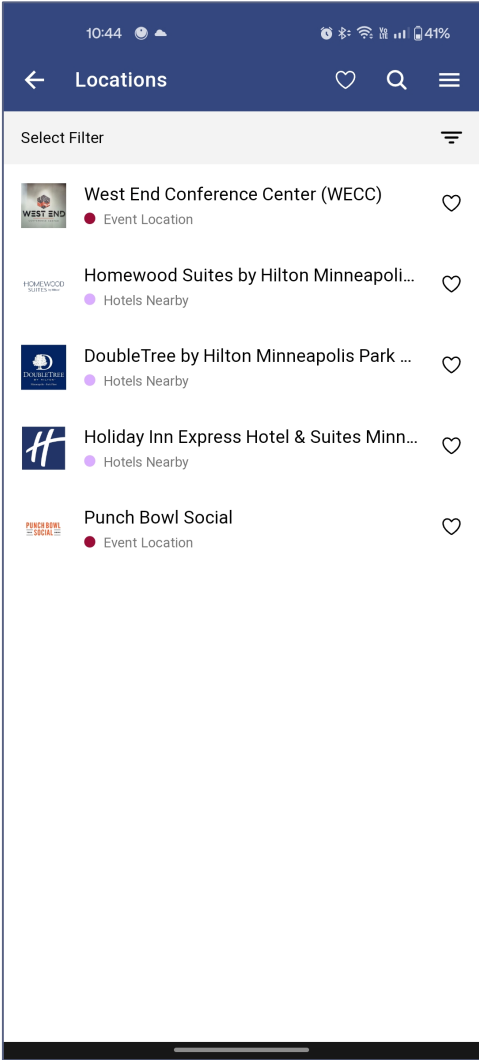 10:44
41%
Locations
Select Filter
WEST END
West End Conference Center (WECC)
Event Location
HOMEWOOD
SUITES
Homewood Suites by Hilton Minneapoli...
Hotels Nearby
DOUBLETREE
BY HILTON
DoubleTree by Hilton Minneapolis Park ...
Hotels Nearby
H
Holiday Inn Express Hotel & Suites Minn...
Hotels Nearby
PUNCH BOWL
SOCIAL
Punch Bowl Social
Event Location